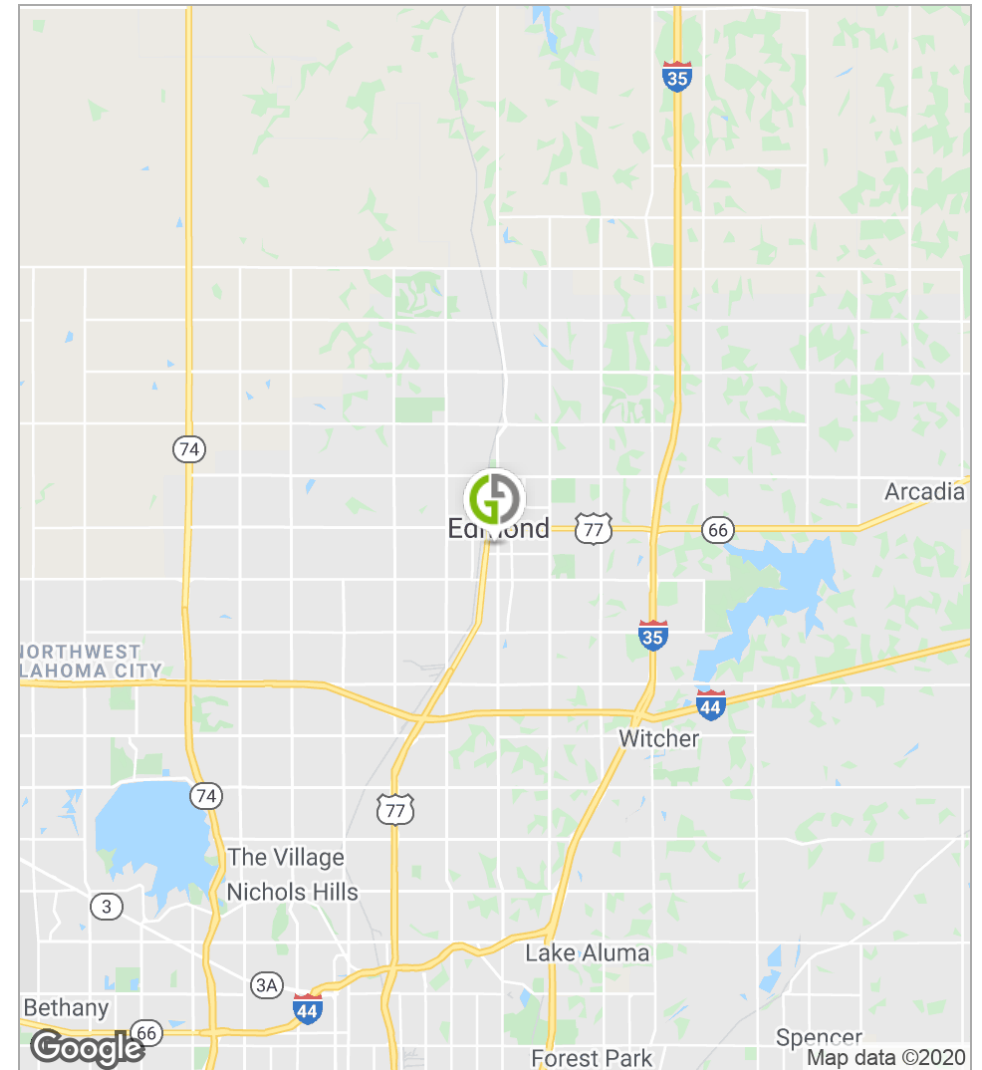 35
74
Arcadia
Edmond
77
66
35
NORTHWEST
LAHOMA CITY
44
Witcher
74
77
The Village
Nichols Hills
3
Lake Aluma
3A
44
Bethany
66
Spencer
Google
Forest Park
Map data ©2020